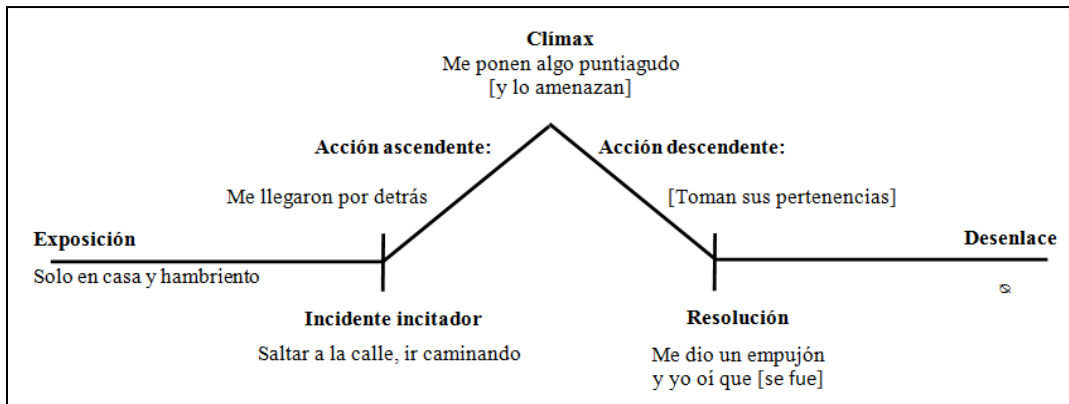 Clímax
Me ponen algo puntiagudo
[y lo amenazan]
Acción ascendente:
Acción descendente:
Me llegaron por detrás
[Toman sus pertenencias]
Exposición
Desenlace
Solo en casa y hambriento
∅
Incidente incitador
Resolución
Saltar a la calle, ir caminando
Me dio un empujón
y yo oí que [se fue]